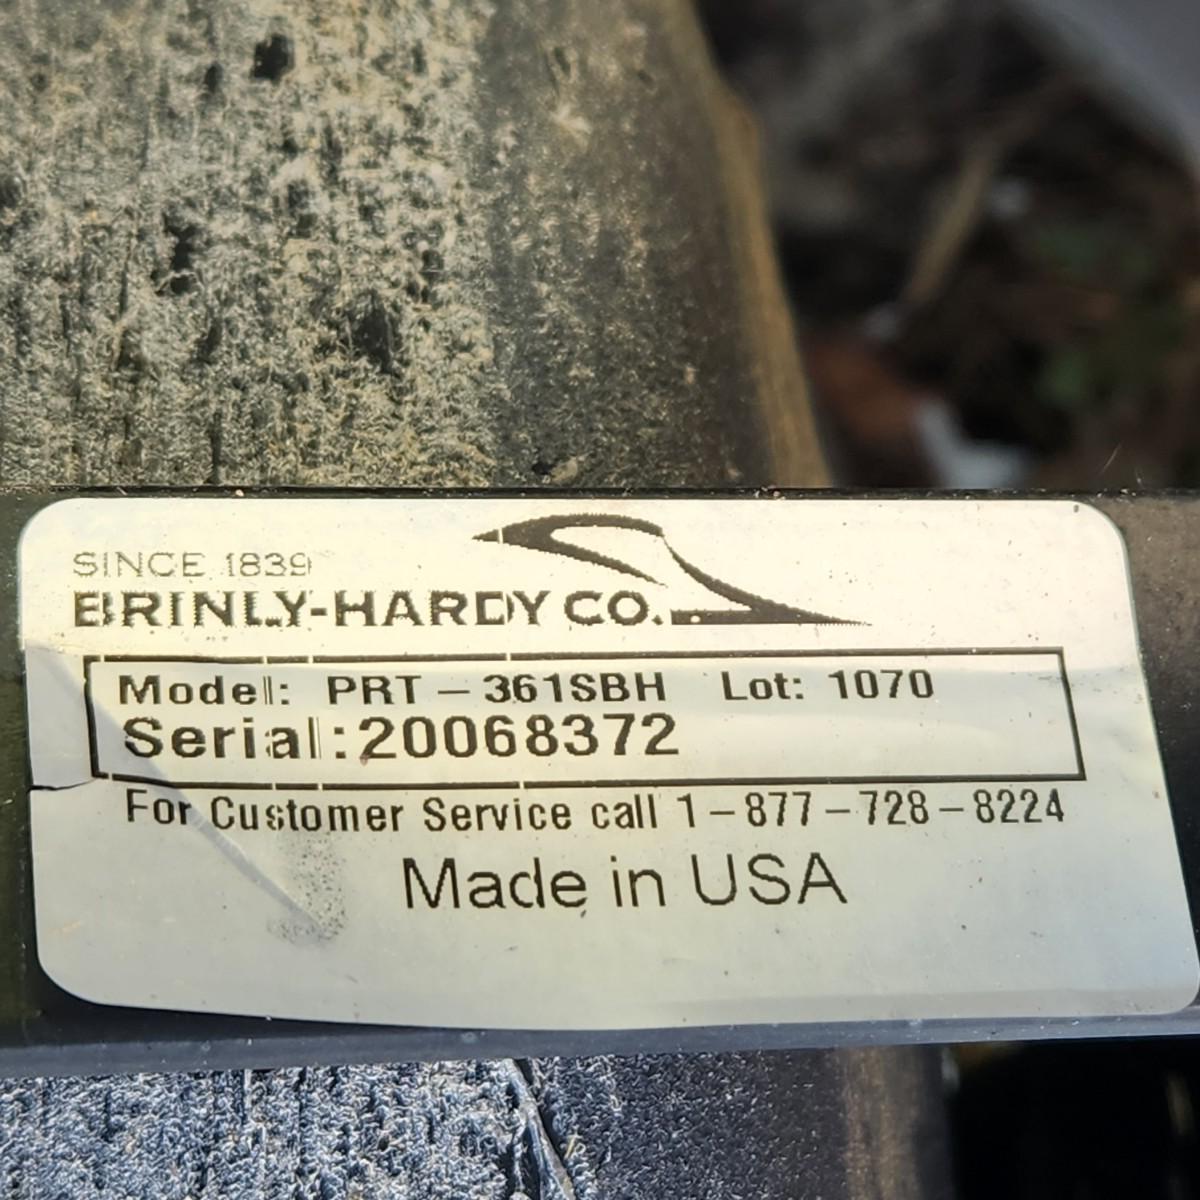 SINCE 1839
BRINLY-HARDY CO.
Model: PRT-361SBH Lot: 1070
Serial:20068372
For Customer Service call 1-877-728-8224
Made in USA